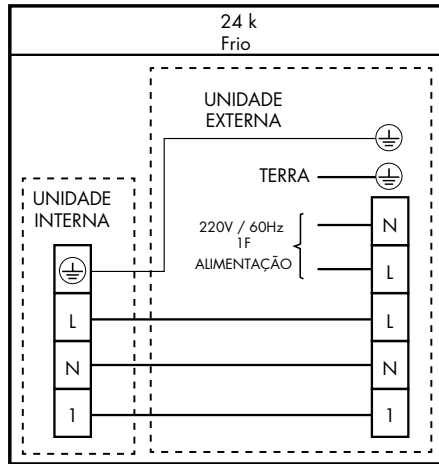 24 k
Frio
UNIDADE
EXTERNA
TERRA
UNIDADE
INTERNA
220V / 60Hz
1F
ALIMENTAÇÃO
N
L
L
N
1
L
N
1